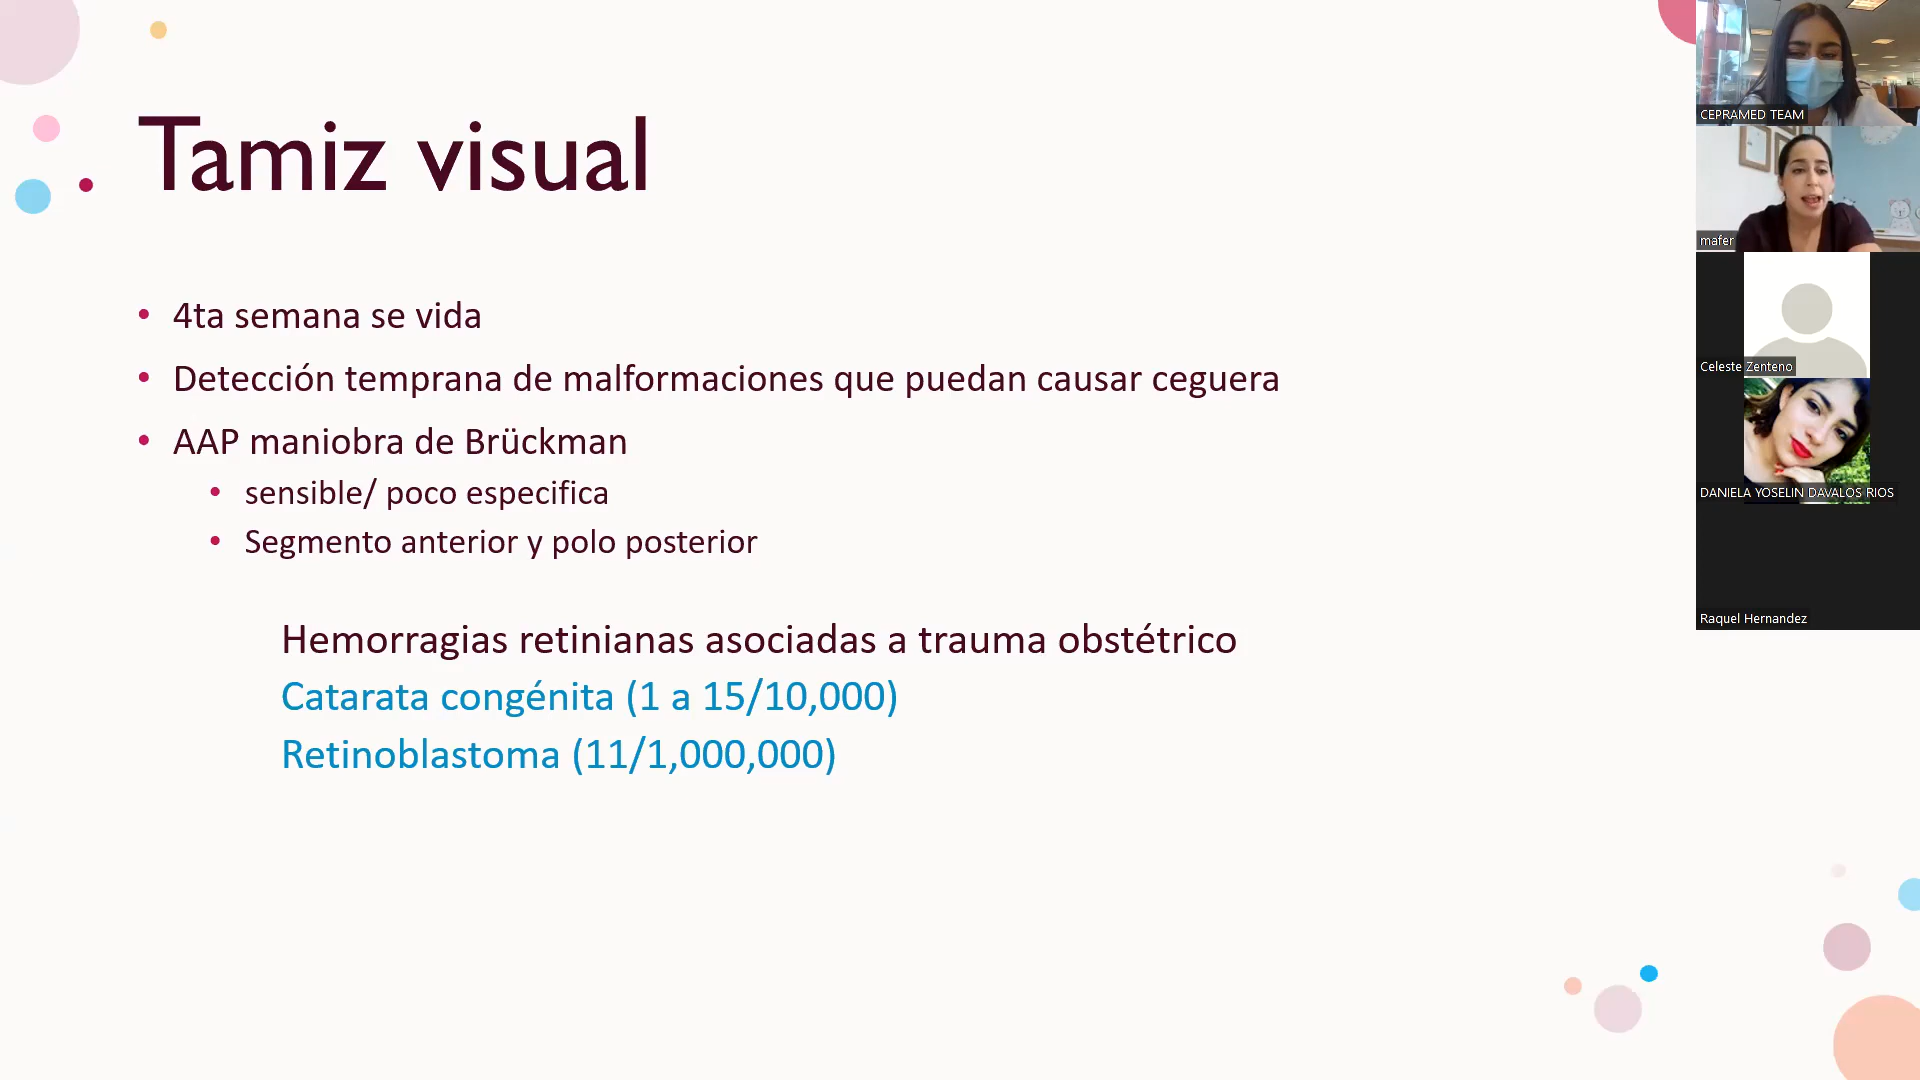 Tamiz visual
• 4ta semana se vida
• Detección temprana de malformaciones que puedan causar ceguera
• AAP maniobra de Brückman
• sensible/ poco especifica
• Segmento anterior y polo posterior
Hemorragias retinianas asociadas a trauma obstétrico
Catarata congénita (1 a 15/10,000)
Retinoblastoma (11/1,000,000)
CEPRAMED TEAM
mafer
Celeste Zenteno
DANIELA YOSELIN DAVALOS RIOS
Raquel Hernandez